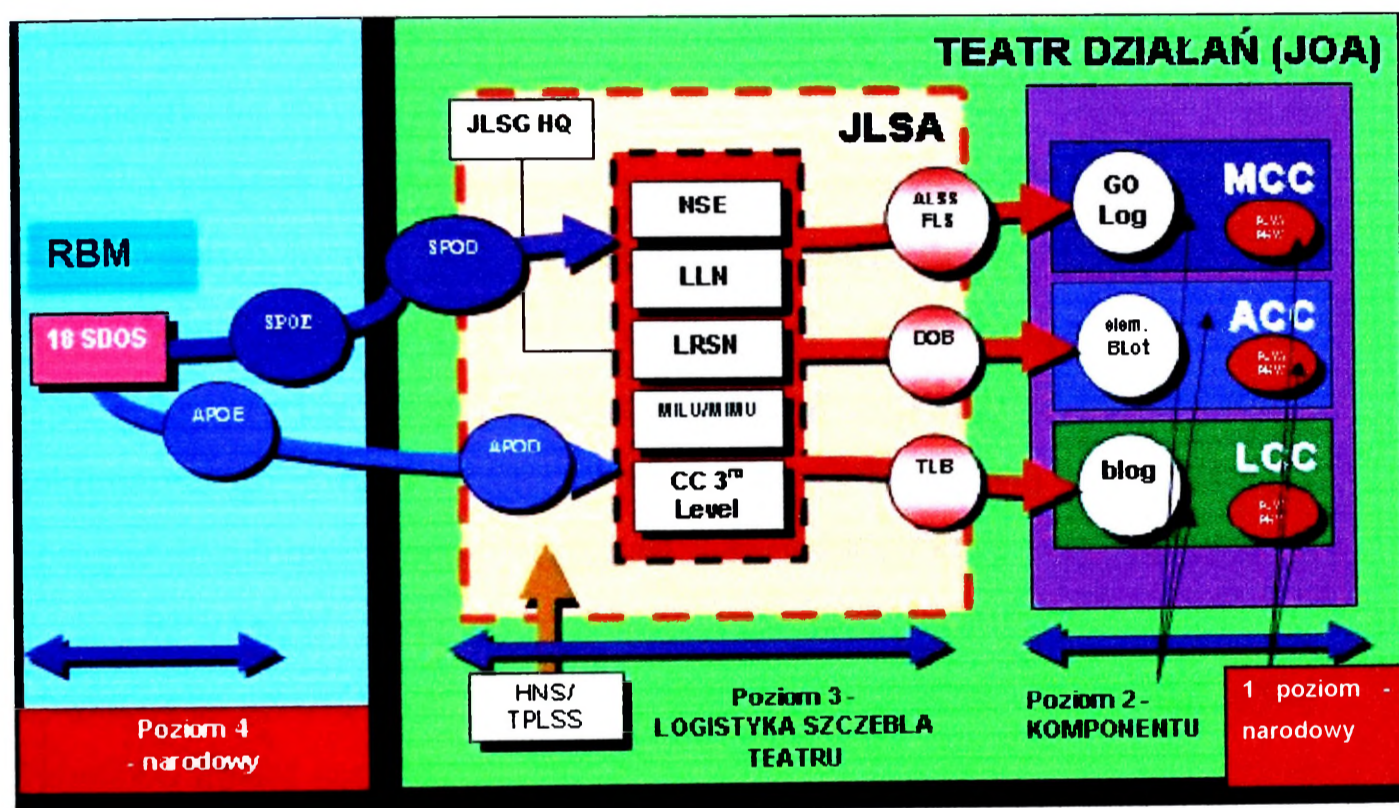 TEATR DZIAŁAŃ (JOA)
JLSG HQ
JLSA
RBM
18 SDOS
SPOE
SPOD
APOE
APOD
NSE
LLN
LRSN
MILU/MIMU
CC 3rd
Level
ALSS
FLS
DOB
TLB
GO
Log
MCC
elem.
BLot
ACC
blog
LCC
HNS/
TPLSS
Poziom 4
- narodowy
Poziom 3 -
LOGISTYKA SZCZEBLA
TEATRU
Poziom 2 -
KOMPONENTU
1 poziom -
narodowy